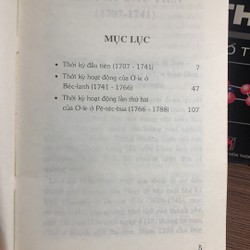 MỤC LỤC
• Thời kỳ đầu tiên (1707 - 1741) 7
• Thời kỳ hoạt động của Ơ-le ở
Béc-lanh (1741 - 1766) 47
• Thời kỳ hoạt động lần thứ hai
của Ơ-le ở Pê-téc-bua (1766 - 1788) 107
5
TH